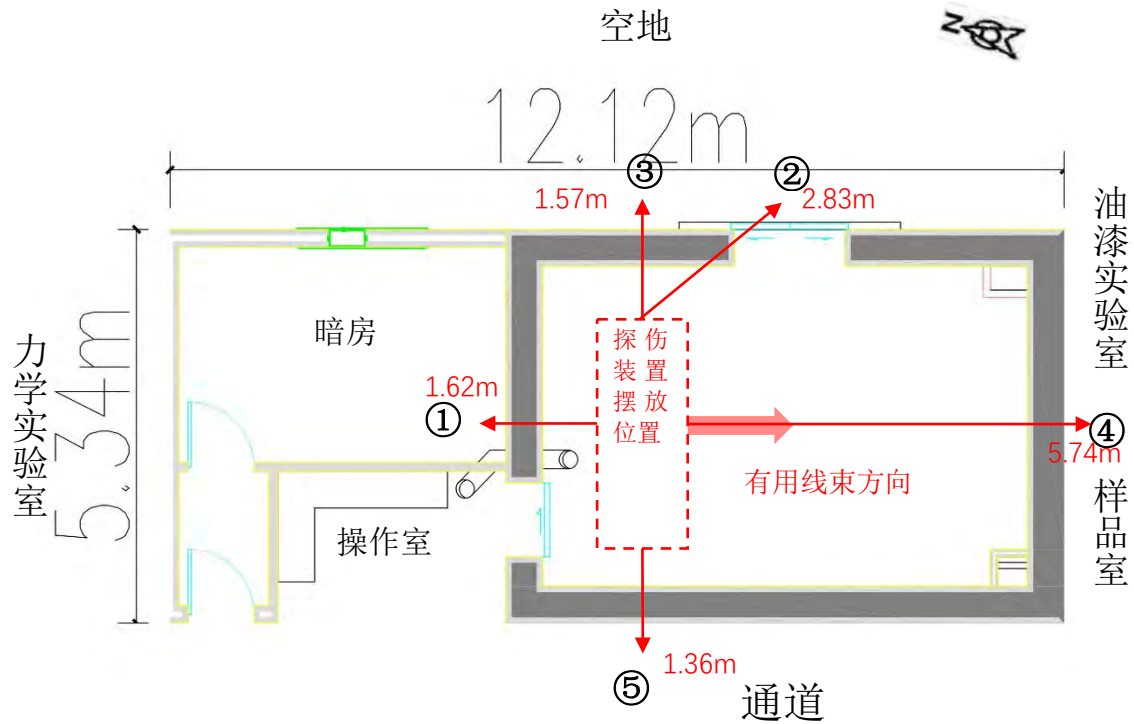 空地
Z
12.12m
③
②
1.57m
2.83m
油漆实验室
5.34m
力学实验室
暗房
探伤
装置
摆放
位置
1.62m
①
④
5.74m
有用线束方向
样品室
操作室
⑤
1.36m
通道